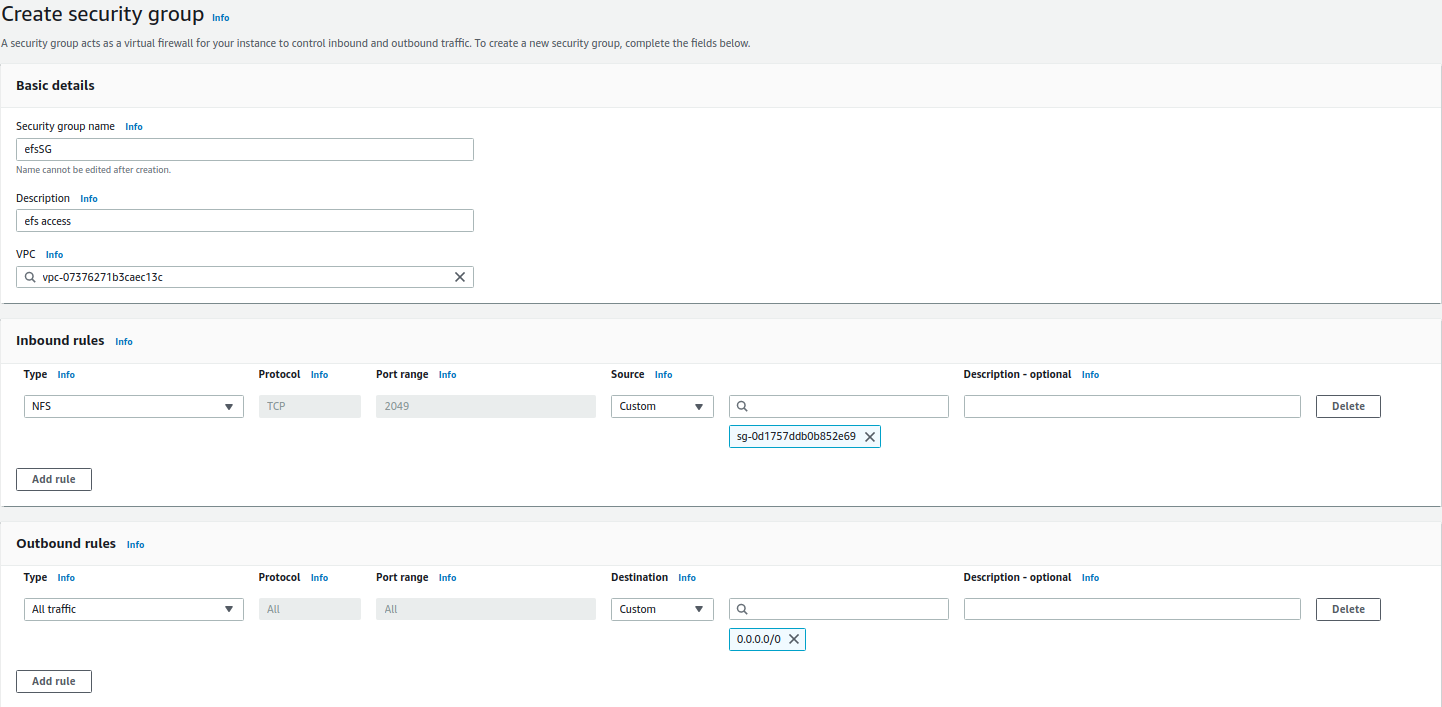 Create security group Info
A security group acts as a virtual firewall for your instance to control inbound and outbound traffic. To create a new security group, complete the fields below.
Basic details
Security group name Info
efsSG
Name cannot be edited after creation.
Description Info
efs access
VPC Info
vpc-07376271b3caec13c
Inbound rules Info
Type Info Protocol Info Port range Info Source Info Description - optional Info
NFS TCP 2049 Custom Delete
sg-0d1757ddb0b852e69
Add rule
Outbound rules Info
Type Info Protocol Info Port range Info Destination Info Description - optional Info
All traffic All All Custom Delete
0.0.0.0/0
Add rule